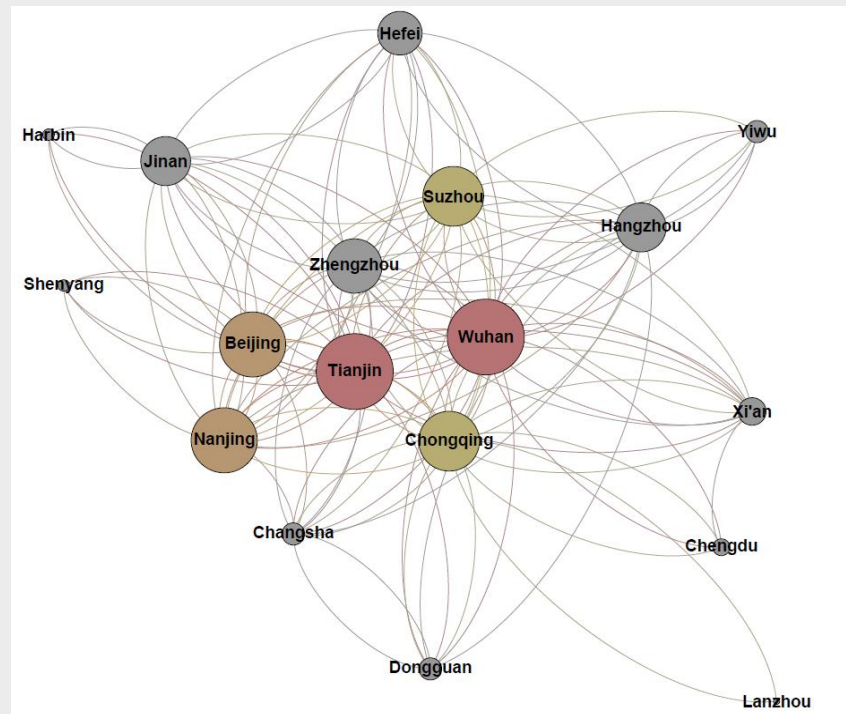 Hefei
Harbin
Yiwu
Jinan
Suzhou
Hangzhou
Zhengzhou
Shenyang
Beijing
Wuhan
Tianjin
Xi'an
Nanjing
Chongqing
Changsha
Chengdu
Dongguan
Lanzhou